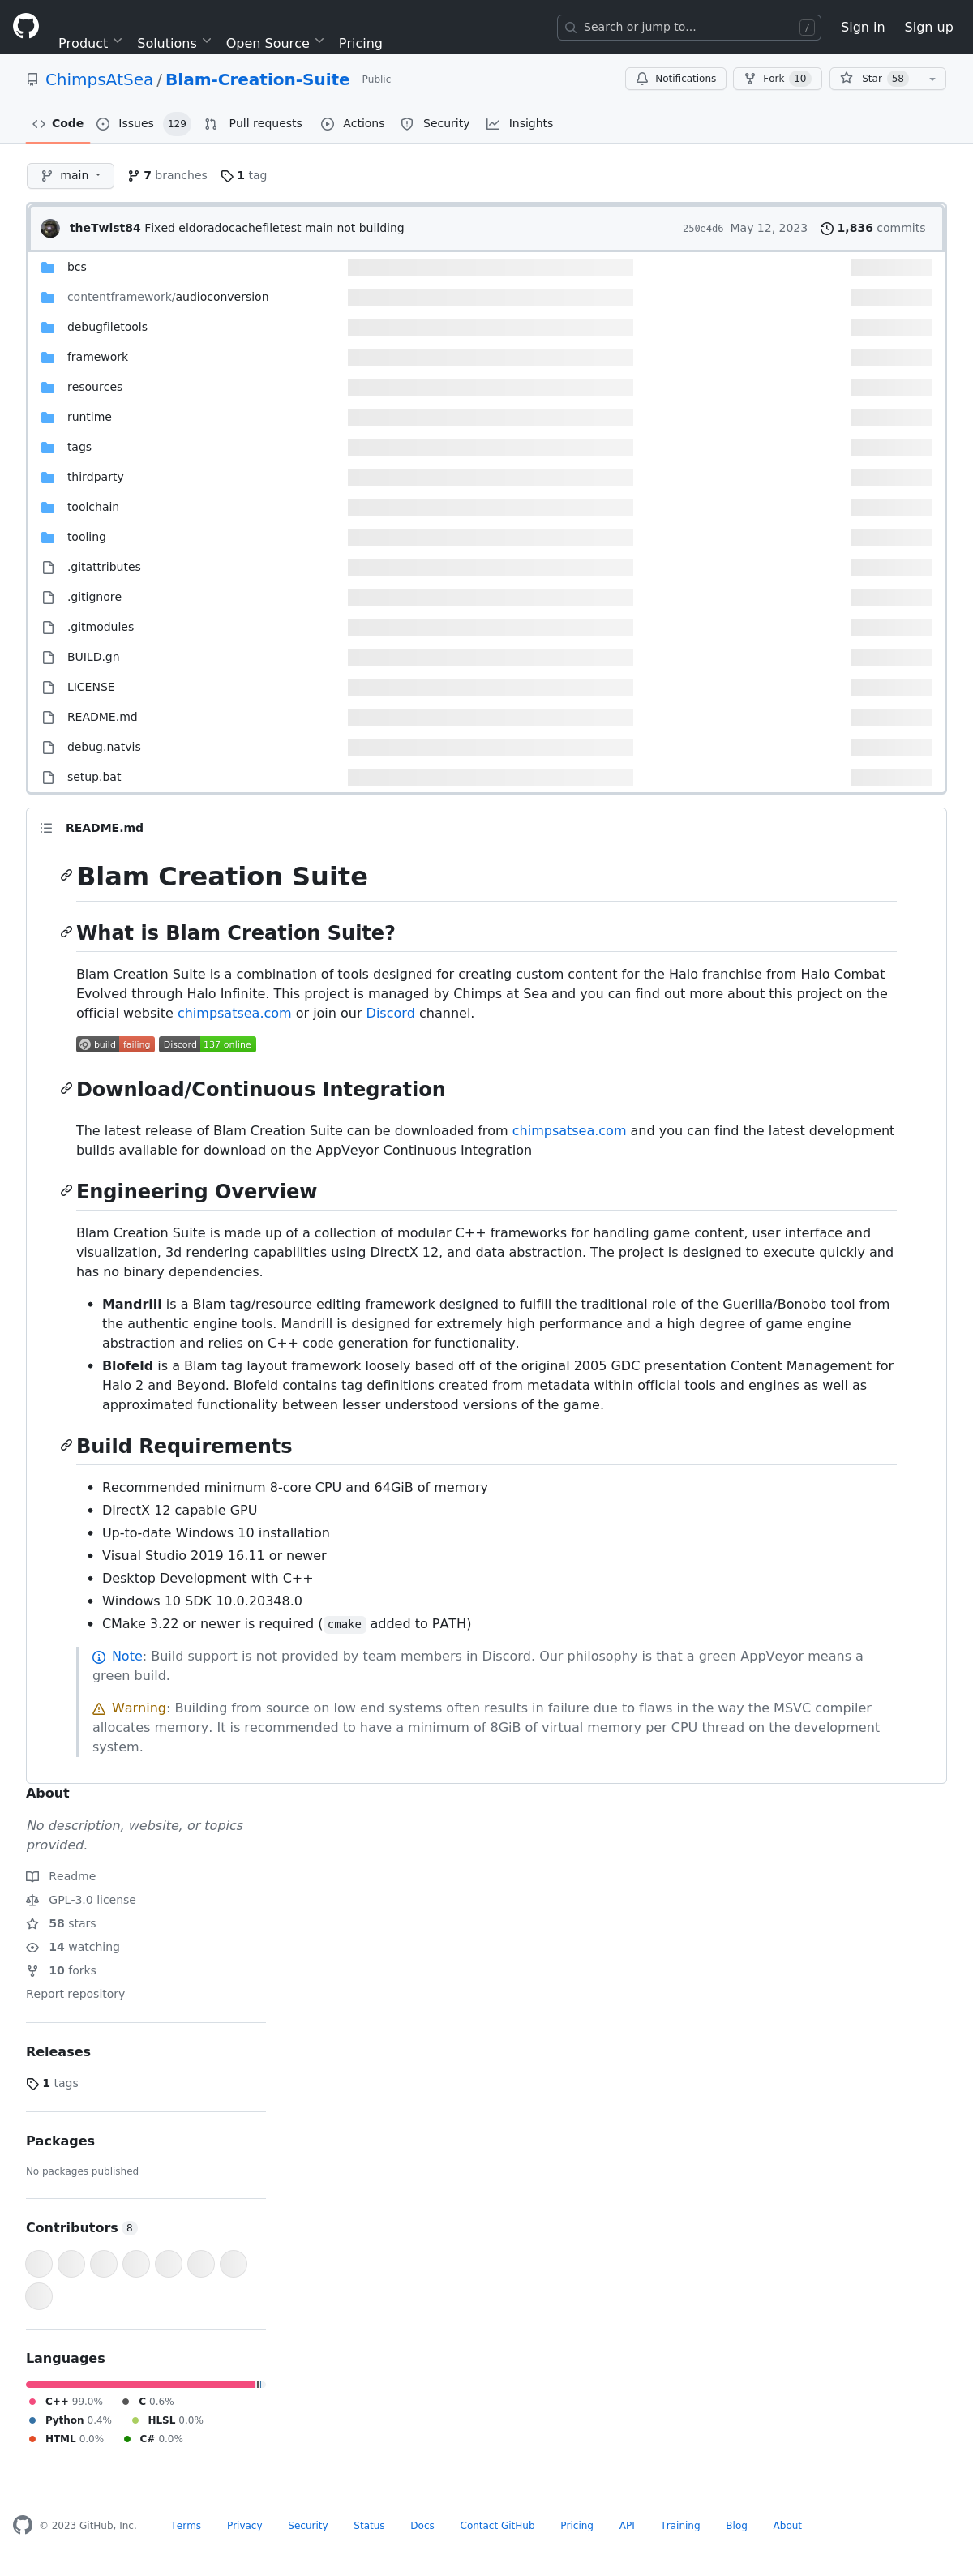 Product Solutions Open Source Pricing
Search or jump to... /
Sign in Sign up
ChimpsAtSea / Blam-Creation-Suite Public
Notifications Fork 10 Star 58
Code Issues 129 Pull requests Actions Security Insights
main 7 branches 1 tag
theTwist84 Fixed eldoradocachefiletest main not building 250e4d6 May 12, 2023 1,836 commits
bcs
contentframework/audioconversion
debugfiletools
framework
resources
runtime
tags
thirdparty
toolchain
tooling
.gitattributes
.gitignore
.gitmodules
BUILD.gn
LICENSE
README.md
debug.natvis
setup.bat
README.md
Blam Creation Suite
What is Blam Creation Suite?
Blam Creation Suite is a combination of tools designed for creating custom content for the Halo franchise from Halo Combat
Evolved through Halo Infinite. This project is managed by Chimps at Sea and you can find out more about this project on the
official website chimpsatsea.com or join our Discord channel.
build failing Discord 137 online
Download/Continuous Integration
The latest release of Blam Creation Suite can be downloaded from chimpsatsea.com and you can find the latest development
builds available for download on the AppVeyor Continuous Integration
Engineering Overview
Blam Creation Suite is made up of a collection of modular C++ frameworks for handling game content, user interface and
visualization, 3d rendering capabilities using DirectX 12, and data abstraction. The project is designed to execute quickly and
has no binary dependencies.
• Mandrill is a Blam tag/resource editing framework designed to fulfill the traditional role of the Guerilla/Bonobo tool from
the authentic engine tools. Mandrill is designed for extremely high performance and a high degree of game engine
abstraction and relies on C++ code generation for functionality.
• Blofeld is a Blam tag layout framework loosely based off of the original 2005 GDC presentation Content Management for
Halo 2 and Beyond. Blofeld contains tag definitions created from metadata within official tools and engines as well as
approximated functionality between lesser understood versions of the game.
Build Requirements
• Recommended minimum 8-core CPU and 64GiB of memory
• DirectX 12 capable GPU
• Up-to-date Windows 10 installation
• Visual Studio 2019 16.11 or newer
• Desktop Development with C++
• Windows 10 SDK 10.0.20348.0
• CMake 3.22 or newer is required ( cmake added to PATH)
Note: Build support is not provided by team members in Discord. Our philosophy is that a green AppVeyor means a
green build.
Warning: Building from source on low end systems often results in failure due to flaws in the way the MSVC compiler
allocates memory. It is recommended to have a minimum of 8GiB of virtual memory per CPU thread on the development
system.
About
No description, website, or topics
provided.
Readme
GPL-3.0 license
58 stars
14 watching
10 forks
Report repository
Releases
1 tags
Packages
No packages published
Contributors 8
Languages
C++ 99.0% C 0.6%
Python 0.4% HLSL 0.0%
HTML 0.0% C# 0.0%
© 2023 GitHub, Inc. Terms Privacy Security Status Docs Contact GitHub Pricing API Training Blog About